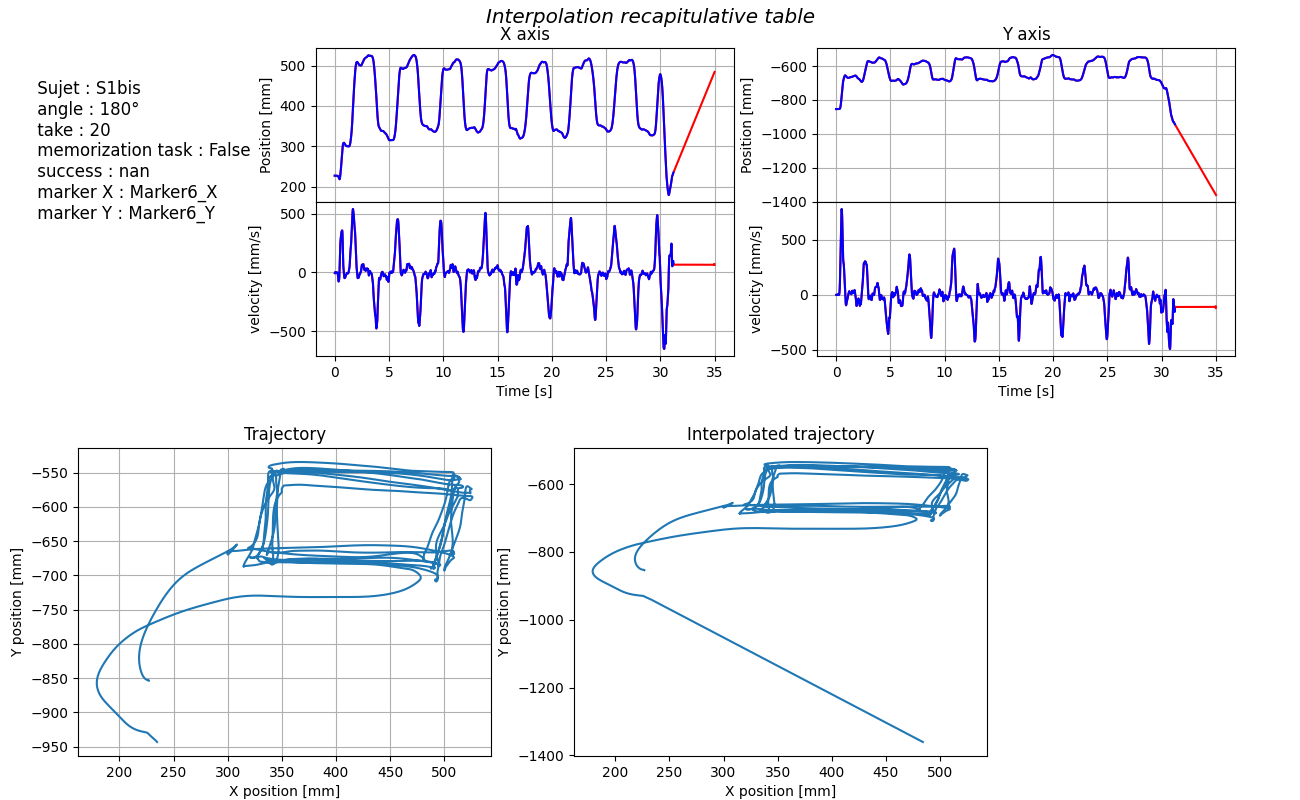 Interpolation recapitulative table
Sujet : S1bis
angle : 180°
take : 20
memorization task : False
success : nan
marker X : Marker6_X
marker Y : Marker6_Y
X axis
Position [mm]
500
400
300
200
velocity [mm/s]
500
0
−500
0 5 10 15 20 25 30 35
Time [s]
Y axis
Position [mm]
−600
−800
−1000
−1200
−1400
velocity [mm/s]
500
0
−500
0 5 10 15 20 25 30 35
Time [s]
Trajectory
Y position [mm]
−550
−600
−650
−700
−750
−800
−850
−900
−950
200 250 300 350 400 450 500
X position [mm]
Interpolated trajectory
Y position [mm]
−600
−800
−1000
−1200
−1400
200 250 300 350 400 450 500
X position [mm]